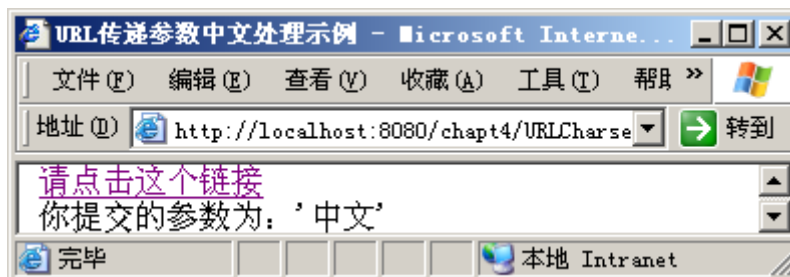 URL传递参数中文处理示例 - Microsoft Interne...
文件(F) 编辑(E) 查看(V) 收藏(A) 工具(T) 帮助 »
地址(D) http://localhost:8080/chapt4/URLCharse 转到
请点击这个链接
你提交的参数为：'中文'
完毕 本地 Intranet